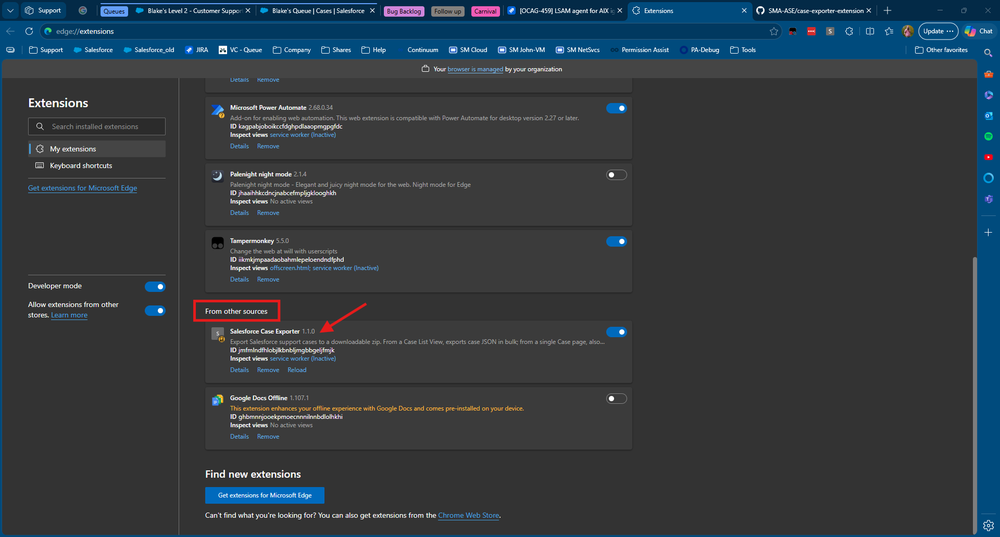 Support
Queues
Blake's Level 2 - Customer Suppor
Blake's Queue | Cases | Salesforce
Bug Backlog
Follow up
Carnival
[OCAG-459] LSAM agent for AIX ig
Extensions
SMA-ASE/case-exporter-extension
edge://extensions
S
Update
Chat
Support
Salesforce
Salesforce_old
JIRA
VC - Queue
Company
Shares
Help
Continuum
SM Cloud
SM John-VM
SM NetSvcs
Permission Assist
PA-Debug
Tools
Other favorites
Your browser is managed by your organization
Extensions
Search installed extensions
My extensions
Keyboard shortcuts
Get extensions for Microsoft Edge
Developer mode
Allow extensions from other
stores. Learn more
Details Remove
Microsoft Power Automate 2.68.0.34
Add-on for enabling web automation. This web extension is compatible with Power Automate for desktop version 2.27 or later.
ID kagpabjoboikccfdghpdlaaopmgpgfdc
Inspect views service worker (Inactive)
Details Remove
Palenight night mode 2.1.4
Palenight night mode - Elegant and juicy night mode for the web. Night mode for Edge
ID jhaaihhkcdncjnabcefmpljgklooghkh
Inspect views No active views
Details Remove
Tampermonkey 5.5.0
Change the web at will with userscripts
ID iikmkjmpaadaobahmlepeloendndfphd
Inspect views offscreen.html; service worker (Inactive)
Details Remove
From other sources
S
Salesforce Case Exporter 1.1.0
Export Salesforce support cases to a downloadable zip. From a Case List View, exports case JSON in bulk; from a single Case page, also...
ID jmfmlndfhlobjlkbnbljmgbbgeljfmjk
Inspect views service worker (Inactive)
Details Remove Reload
Google Docs Offline 1.107.1
This extension enhances your offline experience with Google Docs and comes pre-installed on your device.
ID ghbmnnjooekpmoecnnnilnnbdlolhkhi
Inspect views No active views
Details Remove
Find new extensions
Get extensions for Microsoft Edge
Can't find what you're looking for? You can also get extensions from the Chrome Web Store.